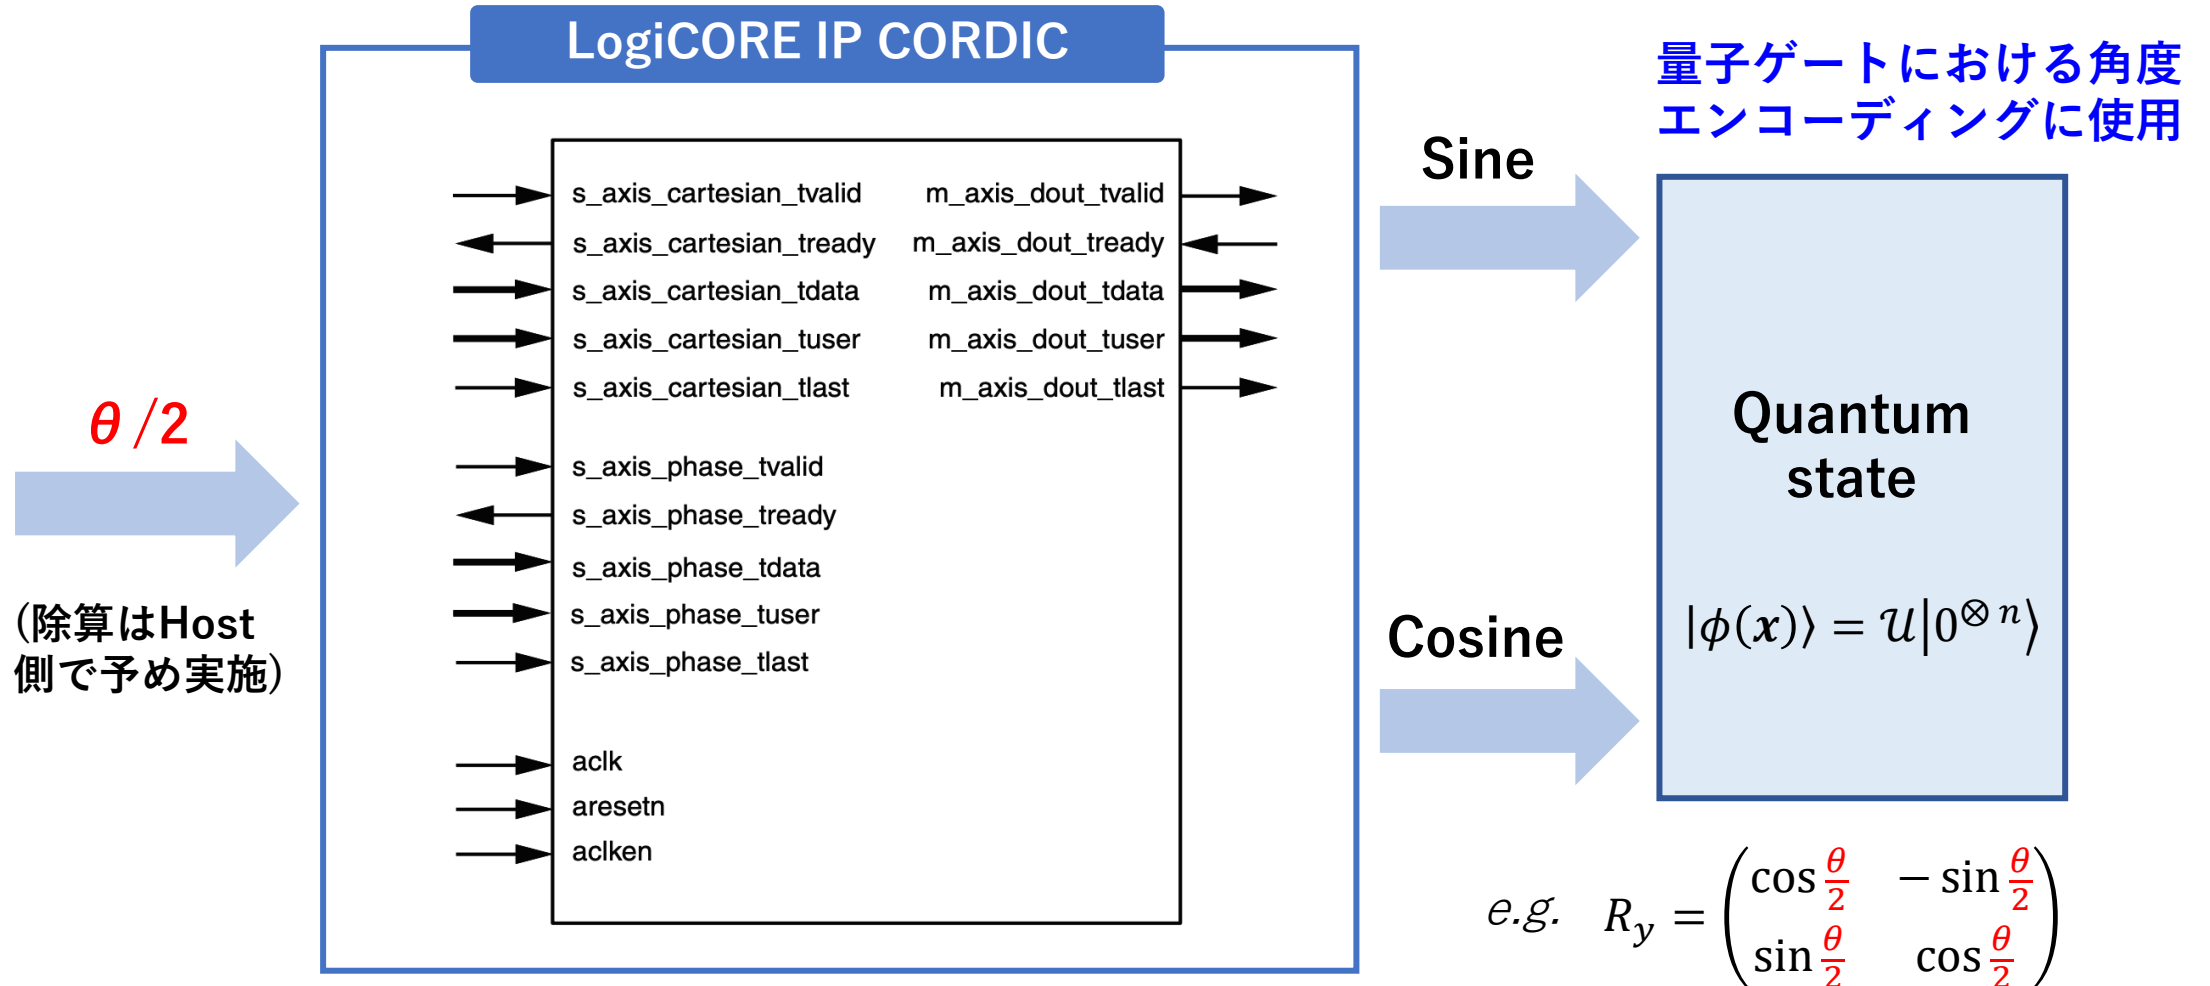 LogiCORE IP CORDIC
量子ゲートにおける角度
エンコーディングに使用
θ/2
(除算はHost
側で予め実施)
s_axis_cartesian_tvalid
s_axis_cartesian_tready
s_axis_cartesian_tdata
s_axis_cartesian_tuser
s_axis_cartesian_tlast
s_axis_phase_tvalid
s_axis_phase_tready
s_axis_phase_tdata
s_axis_phase_tuser
s_axis_phase_tlast
aclk
aresetn
aclken
m_axis_dout_tvalid
m_axis_dout_tready
m_axis_dout_tdata
m_axis_dout_tuser
m_axis_dout_tlast
Sine
Cosine
Quantum
state
|ϕ(𝒙)⟩ = 𝒰|0^{⊗ n}⟩
e.g. R_y = (cos θ/2 − sin θ/2
sin θ/2 cos θ/2)